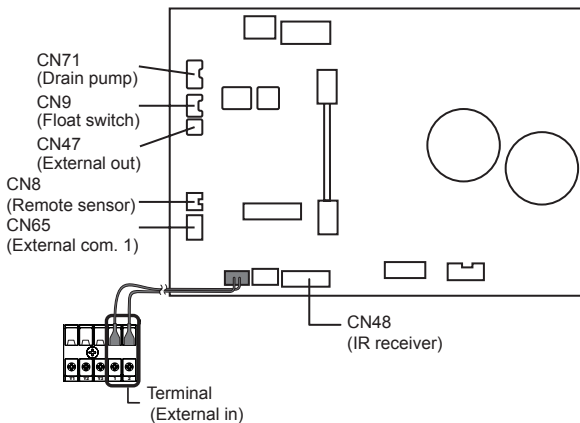 CN71
(Drain pump)
CN9
(Float switch)
CN47
(External out)
CN8
(Remote sensor)
CN65
(External com. 1)
CN48
(IR receiver)
Terminal
(External in)